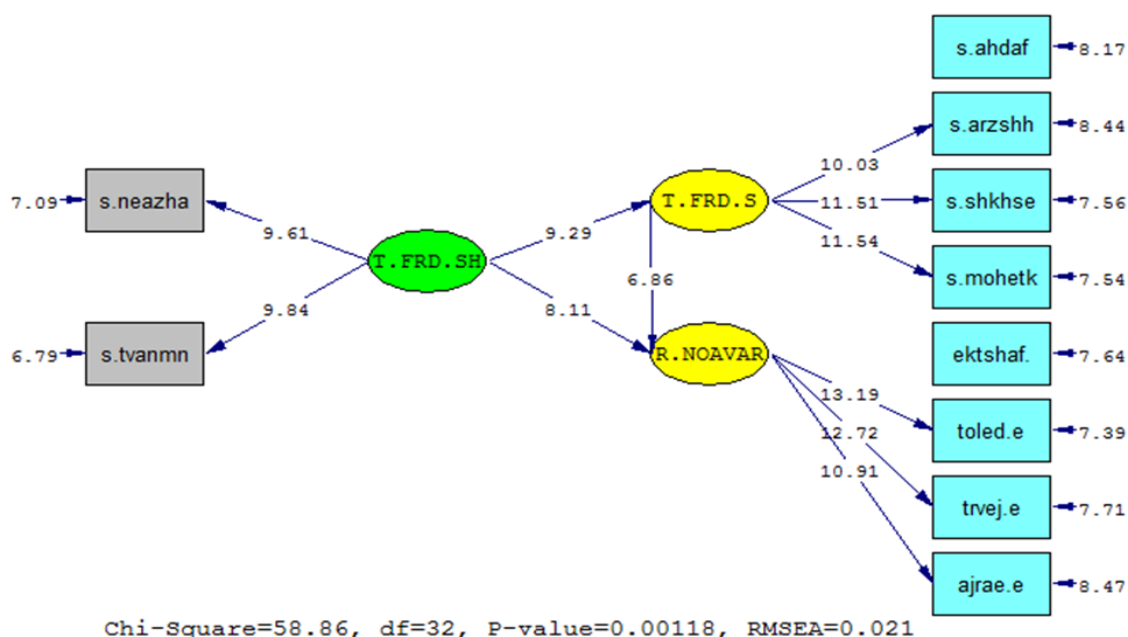 s.ahdaf
8.17
s.arzshh
8.44
10.03
7.09
s.neazha
T.FRD.S
11.51
s.shkhse
7.56
9.61
9.29
11.54
T.FRD.SH
6.86
s.mohetk
7.54
9.84
8.11
6.79
s.tvanmn
R.NOAVAR
ektshaf.
7.64
13.19
12.72
toled.e
7.39
10.91
trvej.e
7.71
ajrae.e
8.47
Chi-Square=58.86, df=32, P-value=0.00118, RMSEA=0.021